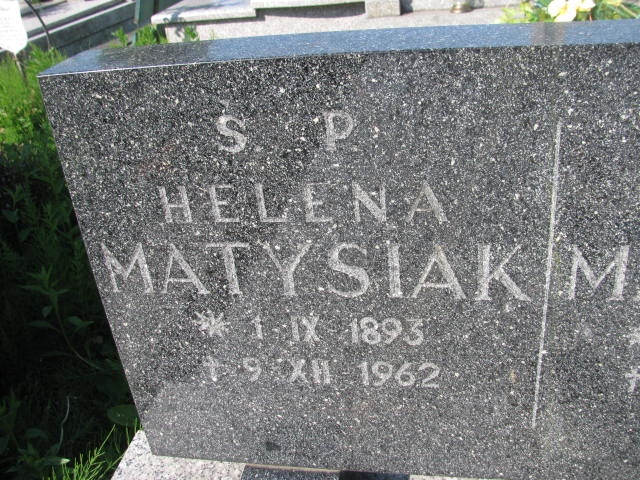 Ś. P.
HELENA
MATYSIAK
* 1 IX 1893
+ 9 XII 1962
M
*
+